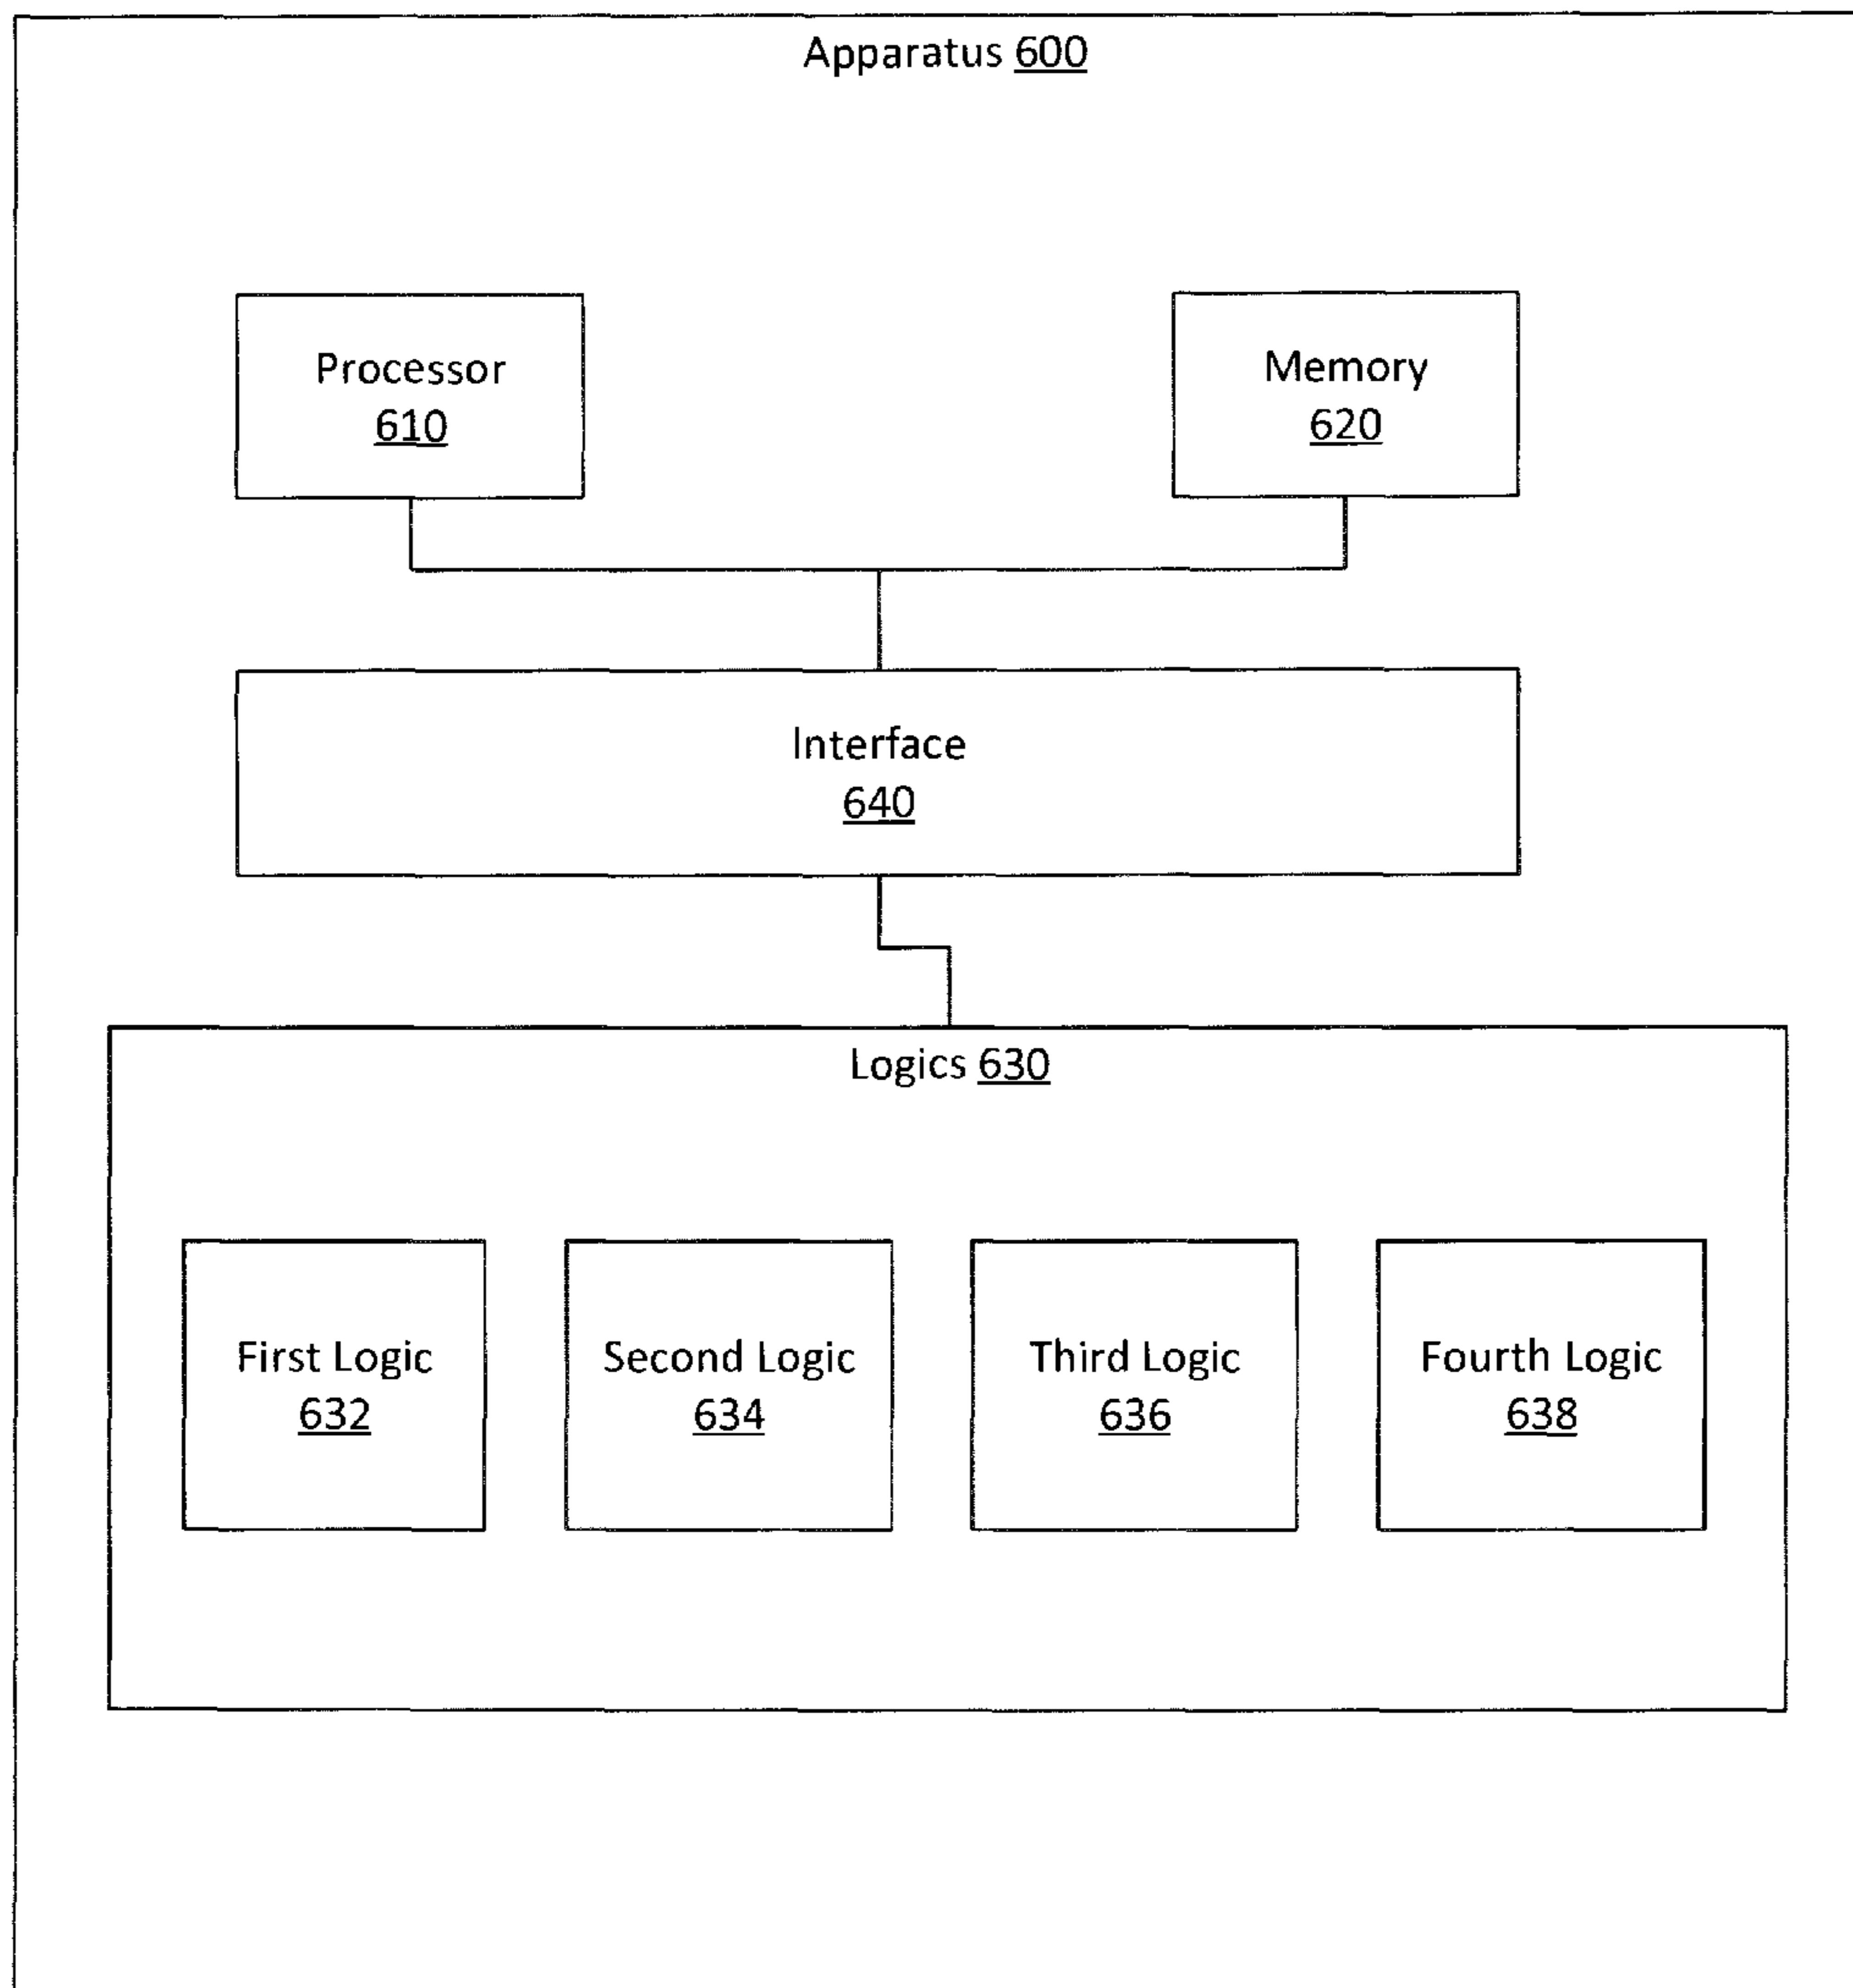 Apparatus 600
Processor
610
Memory
620
Interface
640
Logics 630
First Logic
632
Second Logic
634
Third Logic
636
Fourth Logic
638